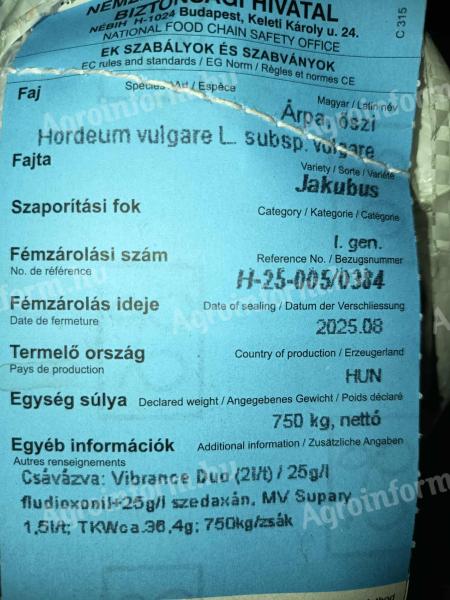 NEMZETI
BIZTONSÁGI HIVATAL
NÉBIH H-1024 Budapest, Keleti Károly u. 24.
NATIONAL FOOD CHAIN SAFETY OFFICE
C 315
EK SZABÁLYOK ÉS SZABVÁNYOK
EC rules and standards / EG Norm / Règles et normes CE
Faj
Species / Art / Espèce
Magyar / Latin név
Árpa, őszi
Hordeum vulgare L. subsp. vulgare
Fajta
Variety / Sorte / Variété
Jakubus
Szaporítási fok
Category / Kategorie / Catégorie
I. gen.
Fémzárolási szám
Reference No. / Bezugsnummer
No. de référence
H-25-005/0384
Fémzárolás ideje
Date of sealing / Datum der Verschliessung
Date de fermeture
2025.08
Termelő ország
Country of production / Erzeugerland
Pays de production
HUN
Egység súlya
Declared weight / Angegebenes Gewicht / Poids déclaré
750 kg, nettó
Egyéb információk
Additional information / Zusätzliche Angaben
Autres renseignements
Csávázva: Vibrance Duo (2l/t) / 25g/l
fludioxonil+25g/l szedaxán, MV Supary
1,5l/t; TKWca.36,4g; 750kg/zsák
Agroinform.hu